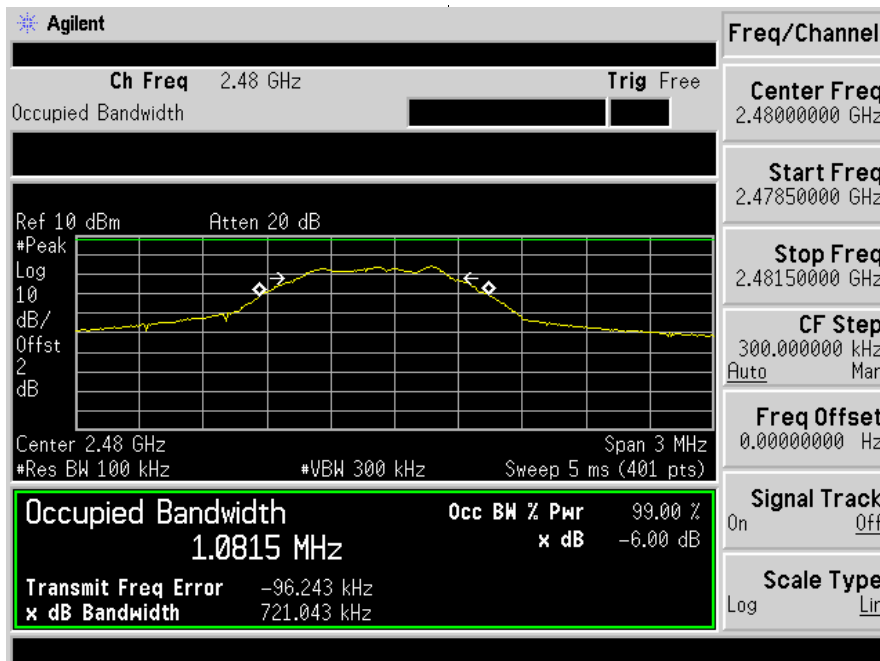 Agilent
Freq/Channel
Ch Freq 2.48 GHz Trig Free
Occupied Bandwidth
Center Freq
2.48000000 GHz
Start Freq
2.47850000 GHz
Stop Freq
2.48150000 GHz
CF Step
300.000000 kHz
Auto Man
Freq Offset
0.00000000 Hz
Signal Track
On Off
Scale Type
Log Lin
Ref 10 dBm Atten 20 dB
#Peak
Log
10
dB/
Offst
2
dB
Center 2.48 GHz Span 3 MHz
#Res BW 100 kHz #VBW 300 kHz Sweep 5 ms (401 pts)
Occupied Bandwidth Occ BW % Pwr 99.00 %
1.0815 MHz x dB -6.00 dB
Transmit Freq Error -96.243 kHz
x dB Bandwidth 721.043 kHz